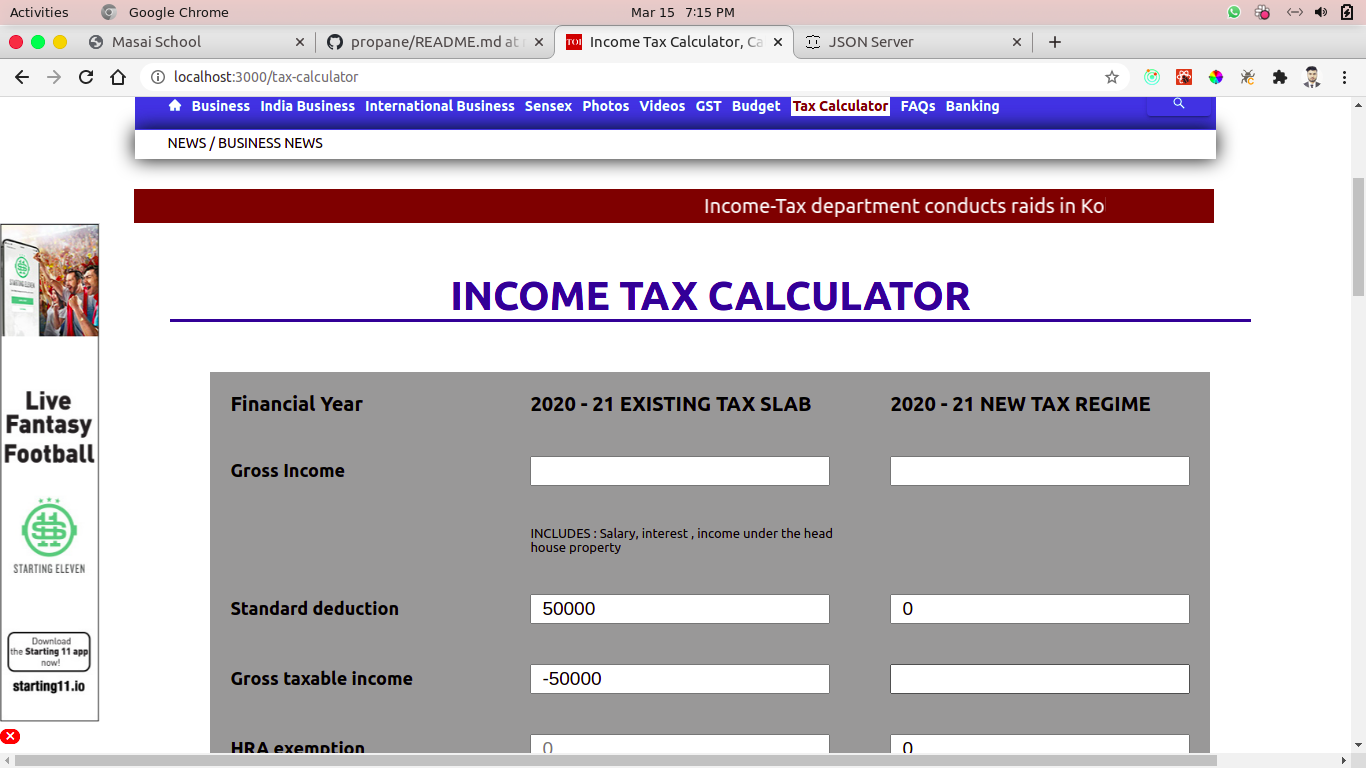 Activities Google Chrome Mar 15 7:15 PM
Masai School propane/README.md at Income Tax Calculator, Ca JSON Server
localhost:3000/tax-calculator
Business India Business International Business Sensex Photos Videos GST Budget Tax Calculator FAQs Banking
NEWS / BUSINESS NEWS
Income-Tax department conducts raids in Ko
INCOME TAX CALCULATOR
Financial Year 2020 - 21 EXISTING TAX SLAB 2020 - 21 NEW TAX REGIME
Gross Income
INCLUDES : Salary, interest , income under the head
house property
Standard deduction 50000 0
Gross taxable income -50000
HRA exemption 0 0
STARTING ELEVEN
Live
Fantasy
Football
STARTING ELEVEN
Download
the Starting 11 app
now!
starting11.io